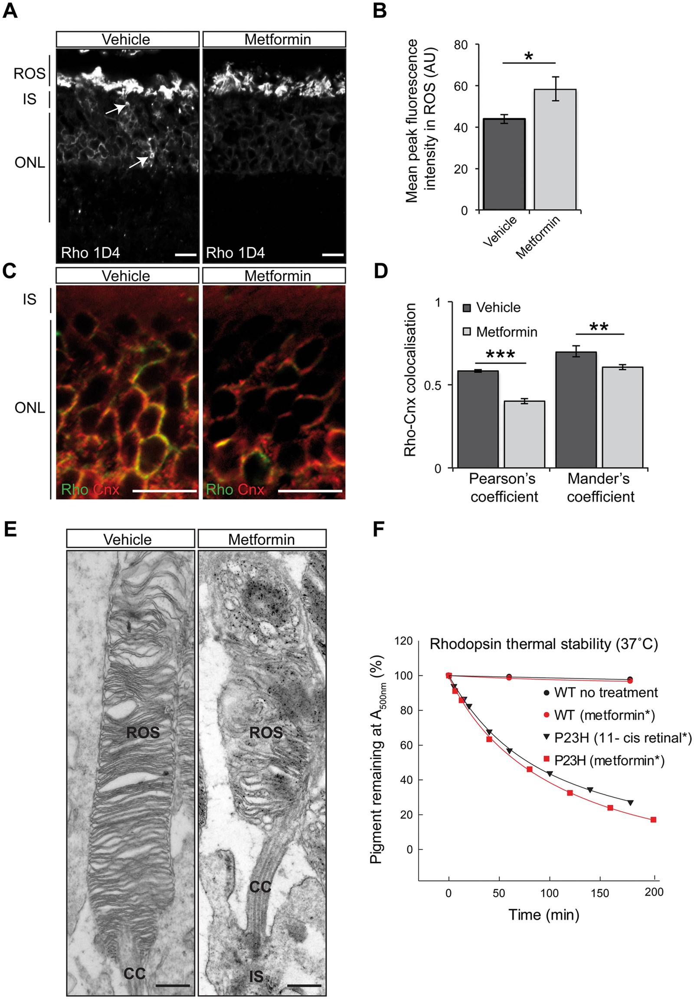 A
Vehicle
Metformin
ROS
IS
ONL
Rho 1D4
Rho 1D4
B
Mean peak fluorescence
intensity in ROS (AU)
80
60
40
20
0
*
Vehicle
Metformin
C
Vehicle
Metformin
IS
ONL
Rho Cnx
Rho Cnx
D
Rho-Cnx colocalisation
1
0.5
0
Vehicle
Metformin
***
**
Pearson's
coefficient
Mander's
coefficient
E
Vehicle
Metformin
ROS
CC
ROS
CC
IS
F
Rhodopsin thermal stability (37˚C)
Pigment remaining at A500nm (%)
120
100
80
60
40
20
0
WT no treatment
WT (metformin*)
P23H (11- cis retinal*)
P23H (metformin*)
0
50
100
150
200
Time (min)